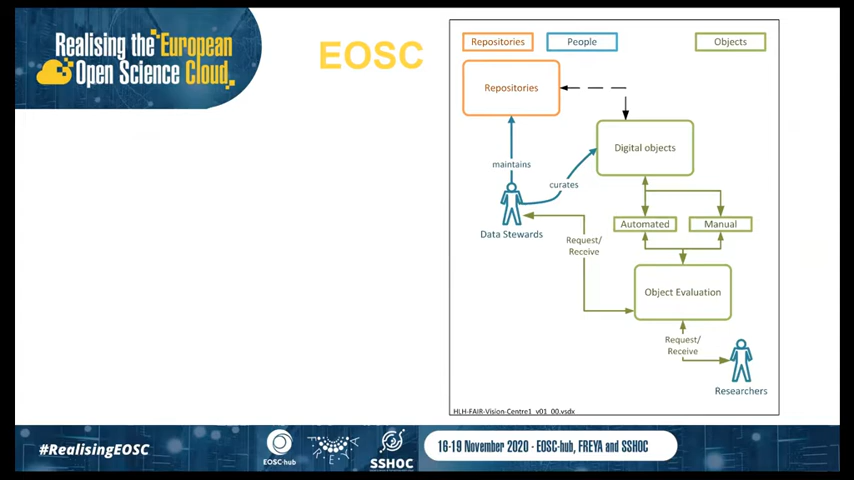 Realising the European
Open Science Cloud
EOSC
Repositories
People
Objects
Repositories
Digital objects
maintains
curates
Data Stewards
Automated
Manual
Request/
Receive
Object Evaluation
Request/
Receive
Researchers
HLH-FAIR-Vision-Centre1_v01_00.vsdx
#RealisingEOSC
EOSC-hub
FREYA
SSHOC
16-19 November 2020 - EOSC-hub, FREYA and SSHOC